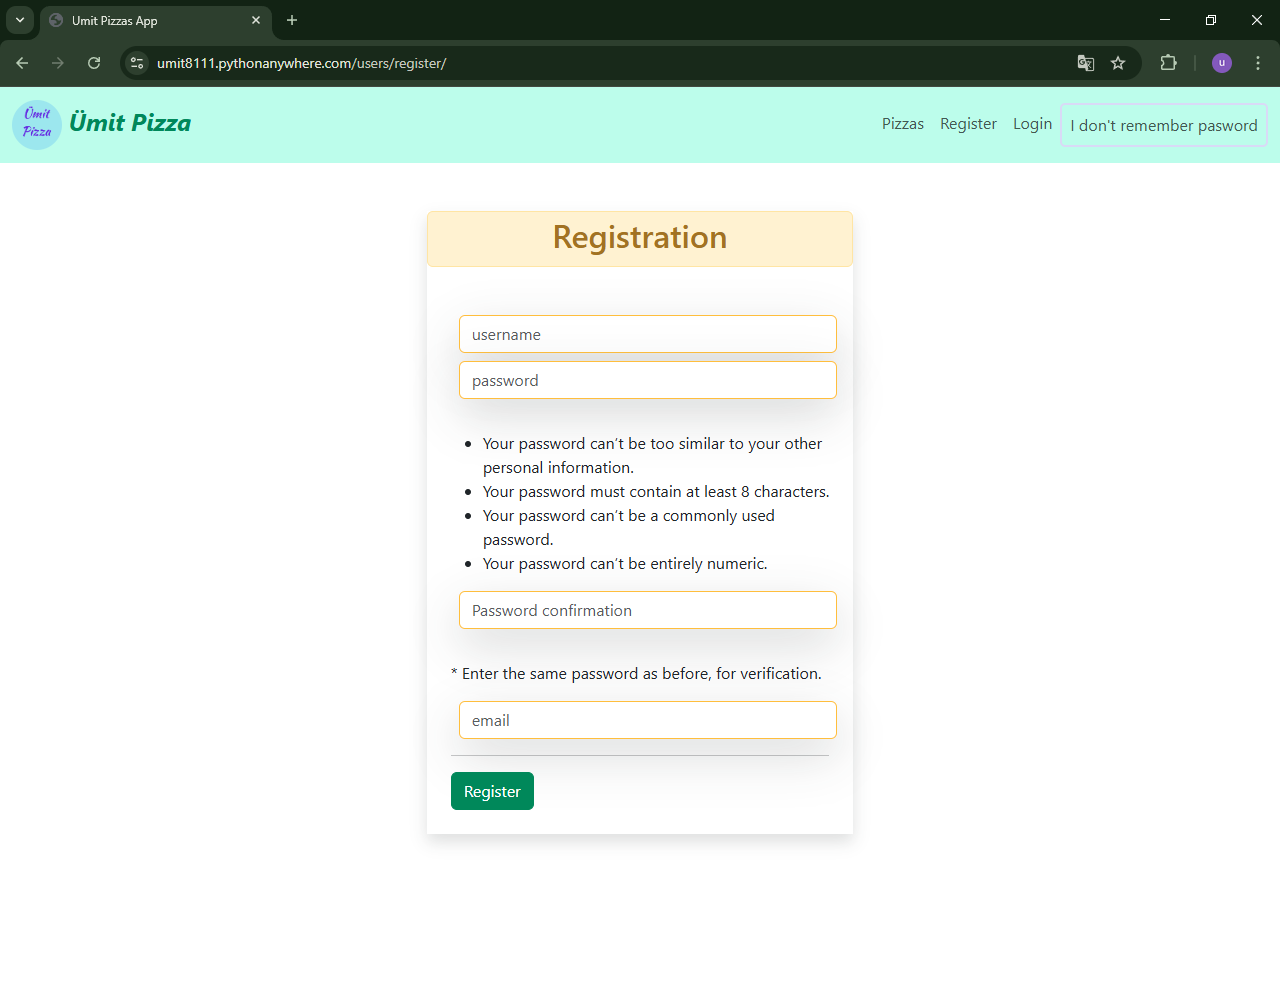 Umit Pizzas App
umit8111.pythonanywhere.com/users/register/
u
Ümit
Pizza
Ümit Pizza
Pizzas
Register
Login
I don't remember pasword
Registration
username
password
Your password can't be too similar to your other
personal information.
Your password must contain at least 8 characters.
Your password can't be a commonly used
password.
Your password can't be entirely numeric.
Password confirmation
* Enter the same password as before, for verification.
email
Register